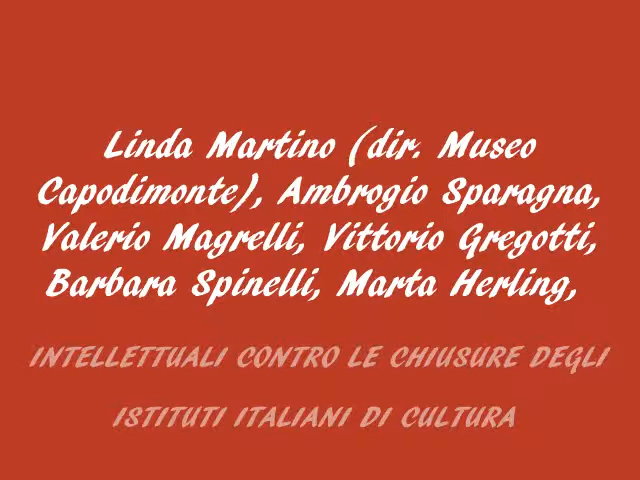 Linda Martino (dir. Museo
Capodimonte), Ambrogio Sparagna,
Valerio Magrelli, Vittorio Gregotti,
Barbara Spinelli, Marta Herling,
INTELLETTUALI CONTRO LE CHIUSURE DEGLI
ISTITUTI ITALIANI DI CULTURA